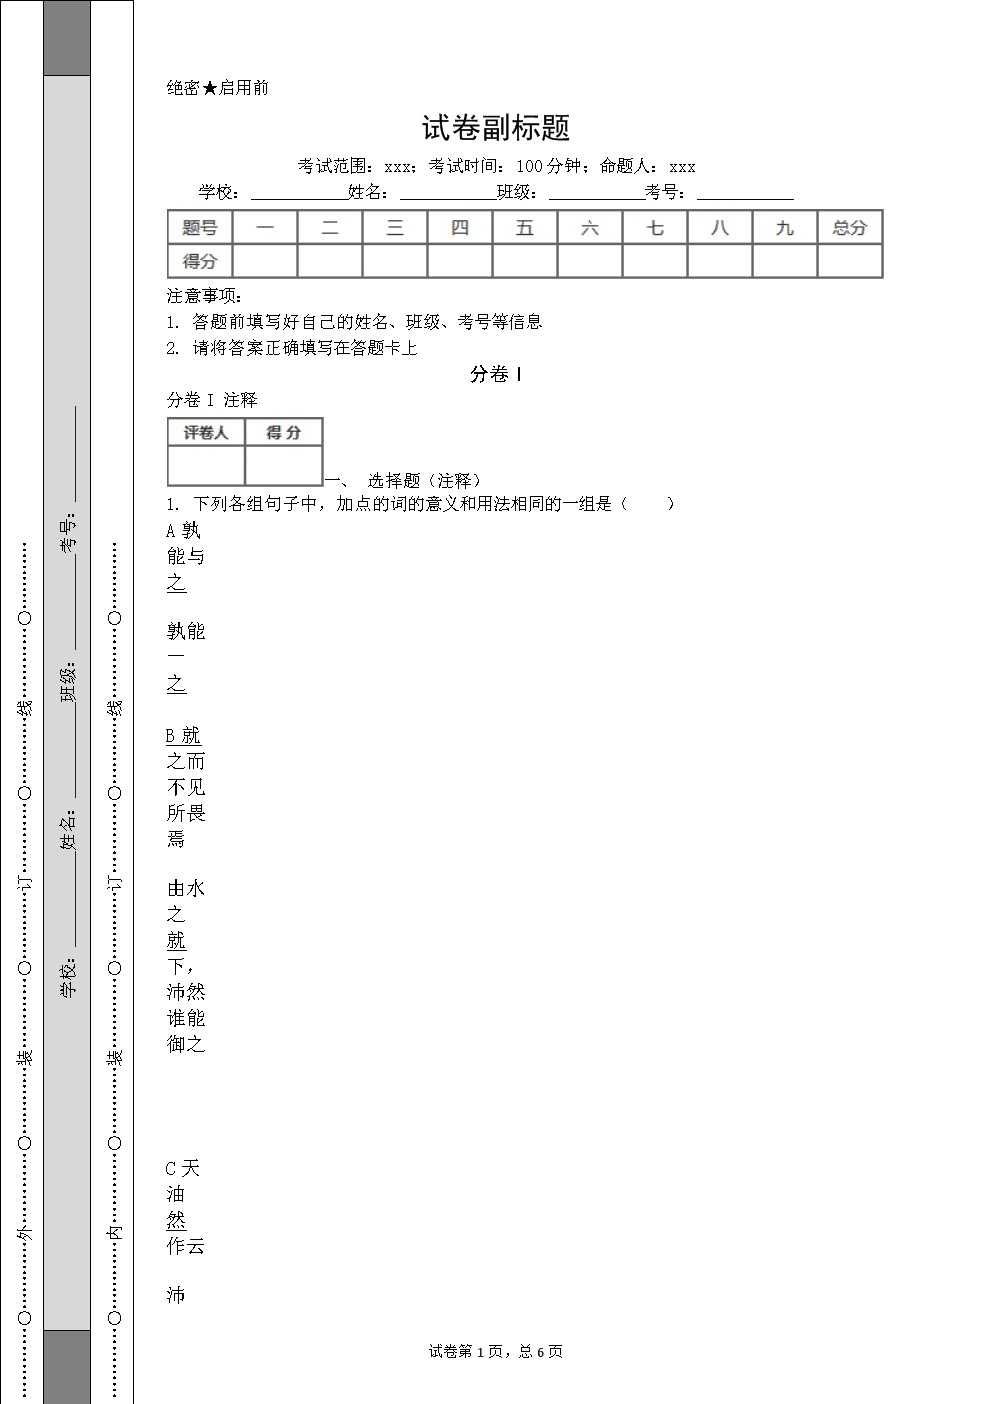 绝密★启用前
试卷副标题
考试范围：xxx；考试时间：100分钟；命题人：xxx
学校：___________姓名：___________班级：___________考号：___________
题号 一 二 三 四 五 六 七 八 九 总分
得分
注意事项：
1. 答题前填写好自己的姓名、班级、考号等信息
2. 请将答案正确填写在答题卡上
分卷I
分卷 I 注释
评卷人 得 分
一、 选择题（注释）
1. 下列各组句子中，加点的词的意义和用法相同的一组是（ ）
A 孰
能与
之
孰能
一
之
B 就
之而
不见
所畏
焉
由水
之
就
下，
沛然
谁能
御之
C 天
油
然
作云
沛
试卷第 1 页，总 6 页
学校：___________姓名：___________班级：___________考号：___________
…………○…………外…………○…………装…………○…………订…………○…………线…………○…………
…………○…………内…………○…………装…………○…………订…………○…………线…………○…………